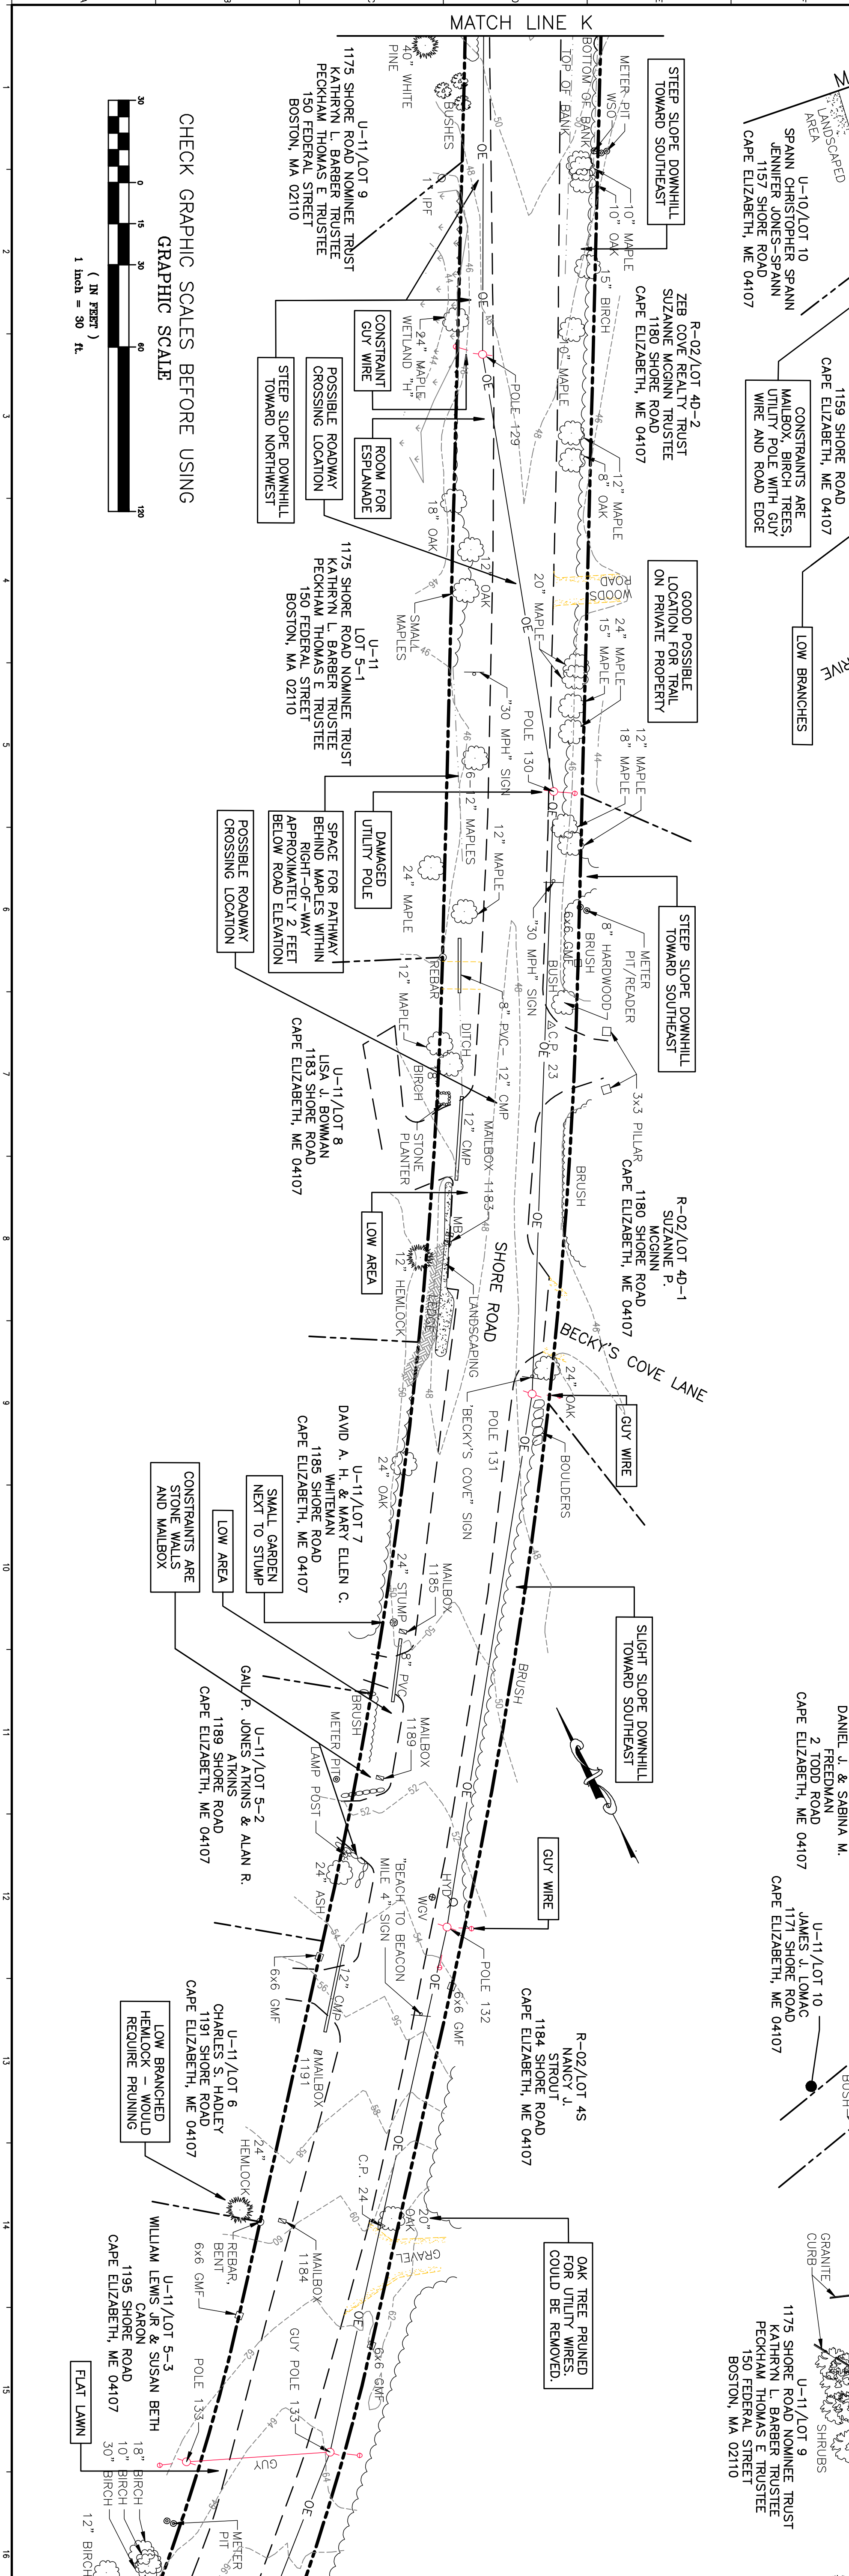 MATCH LINE K
CHECK GRAPHIC SCALES BEFORE USING
GRAPHIC SCALE
30
0
15
30
60
120
( IN FEET )
1 inch = 30 ft.
U-11/LOT 9
1175 SHORE ROAD NOMINEE TRUST
KATHRYN L. BARBER TRUSTEE
PECKHAM THOMAS E TRUSTEE
150 FEDERAL STREET
BOSTON, MA 02110
40" WHITE
PINE
BUSHES
1" IPF
WETLAND "H"
24" MAPLE
BOTTOM OF BANK
TOP OF BANK
METER PIT
WSO
STEEP SLOPE DOWNHILL
TOWARD SOUTHEAST
10" MAPLE
10" OAK
15" BIRCH
10" MAPLE
R-02/LOT 4D-2
ZEB COVE REALTY TRUST
SUZANNE MCGINN TRUSTEE
1180 SHORE ROAD
CAPE ELIZABETH, ME 04107
U-10/LOT 10
SPANN CHRISTOPHER SPANN
JENNIFER JONES-SPANN
1157 SHORE ROAD
CAPE ELIZABETH, ME 04107
LANDSCAPED
AREA
1159 SHORE ROAD
CAPE ELIZABETH, ME 04107
CONSTRAINTS ARE
MAILBOX, BIRCH TREES,
UTILITY POLE WITH GUY
WIRE AND ROAD EDGE
LOW BRANCHES
STEEP SLOPE DOWNHILL
TOWARD NORTHWEST
POSSIBLE ROADWAY
CROSSING LOCATION
CONSTRAINT
GUY WIRE
ROOM FOR
ESPLANADE
POLE 129
12" MAPLE
8" OAK
18" OAK
12" OAK
SMALL
MAPLES
WOODS
ROAD
20" MAPLE
24" MAPLE
15" MAPLE
GOOD POSSIBLE
LOCATION FOR TRAIL
ON PRIVATE PROPERTY
U-11
LOT 5-1
1175 SHORE ROAD NOMINEE TRUST
KATHRYN L. BARBER TRUSTEE
PECKHAM THOMAS E TRUSTEE
150 FEDERAL STREET
BOSTON, MA 02110
"30 MPH" SIGN
POLE 130
12" MAPLE
18" MAPLE
6-12" MAPLES
12" MAPLE
24" MAPLE
DAMAGED
UTILITY POLE
SPACE FOR PATHWAY
BEHIND MAPLES WITHIN
RIGHT-OF-WAY
APPROXIMATELY 2 FEET
BELOW ROAD ELEVATION
POSSIBLE ROADWAY
CROSSING LOCATION
STEEP SLOPE DOWNHILL
TOWARD SOUTHEAST
METER
PIT/READER
8" HARDWOOD
BRUSH
6x6 GMF
BUSH
"30 MPH" SIGN
C.P. 23
3x3 PILLAR
REBAR
12" MAPLE
DITCH
8" PVC
12" CMP
BIRCH
12" CMP
STONE
PLANTER
MAILBOX 1183
MB
LOW AREA
U-11/LOT 8
LISA J. BOWMAN
1183 SHORE ROAD
CAPE ELIZABETH, ME 04107
BRUSH
R-02/LOT 4D-1
SUZANNE P.
MCGINN
1180 SHORE ROAD
CAPE ELIZABETH, ME 04107
SHORE ROAD
BECKY'S COVE LANE
12" HEMLOCK
LEDGE
LANDSCAPING
24" OAK
BOULDERS
GUY WIRE
"BECKY'S COVE" SIGN
POLE 131
24" OAK
U-11/LOT 7
DAVID A. H. & MARY ELLEN C.
WHITEMAN
1185 SHORE ROAD
CAPE ELIZABETH, ME 04107
SMALL GARDEN
NEXT TO STUMP
LOW AREA
CONSTRAINTS ARE
STONE WALLS
AND MAILBOX
24" STUMP
MAILBOX
1185
8" PVC
BRUSH
METER PIT
LAMP POST
MAILBOX
1189
BRUSH
SLIGHT SLOPE DOWNHILL
TOWARD SOUTHEAST
U-11/LOT 5-2
GAIL P. JONES ATKINS & ALAN R.
ATKINS
1189 SHORE ROAD
CAPE ELIZABETH, ME 04107
24" ASH
"BEACH TO BEACON
MILE 4" SIGN
HYD
WGV
GUY WIRE
POLE 132
6x6 GMF
6x6 GMF
12" CMP
MAILBOX
1191
R-02/LOT 4S
NANCY J.
STROUT
1184 SHORE ROAD
CAPE ELIZABETH, ME 04107
U-11/LOT 6
CHARLES S. HADLEY
1191 SHORE ROAD
CAPE ELIZABETH, ME 04107
LOW BRANCHED
HEMLOCK - WOULD
REQUIRE PRUNING
24"
HEMLOCK
C.P. 24
20"
OAK
GRAVEL
OAK TREE PRUNED
FOR UTILITY WIRES.
COULD BE REMOVED.
REBAR,
BENT
6x6 GMF
MAILBOX
1184
6x6 GMF
GUY POLE 133
POLE 133
GUY
U-11/LOT 5-3
WILLIAM LEWIS JR & SUSAN BETH
CARON
1195 SHORE ROAD
CAPE ELIZABETH, ME 04107
FLAT LAWN
18" BIRCH
10" BIRCH
30" BIRCH
12" BIRCH
METER
PIT
DANIEL J. & SABINA M.
FREEDMAN
2 TODD ROAD
CAPE ELIZABETH, ME 04107
U-11/LOT 10
JAMES J. LOMAC
1171 SHORE ROAD
CAPE ELIZABETH, ME 04107
BUSH
GRANITE
CURB
SHRUBS
U-11/LOT 9
1175 SHORE ROAD NOMINEE TRUST
KATHRYN L. BARBER TRUSTEE
PECKHAM THOMAS E TRUSTEE
150 FEDERAL STREET
BOSTON, MA 02110